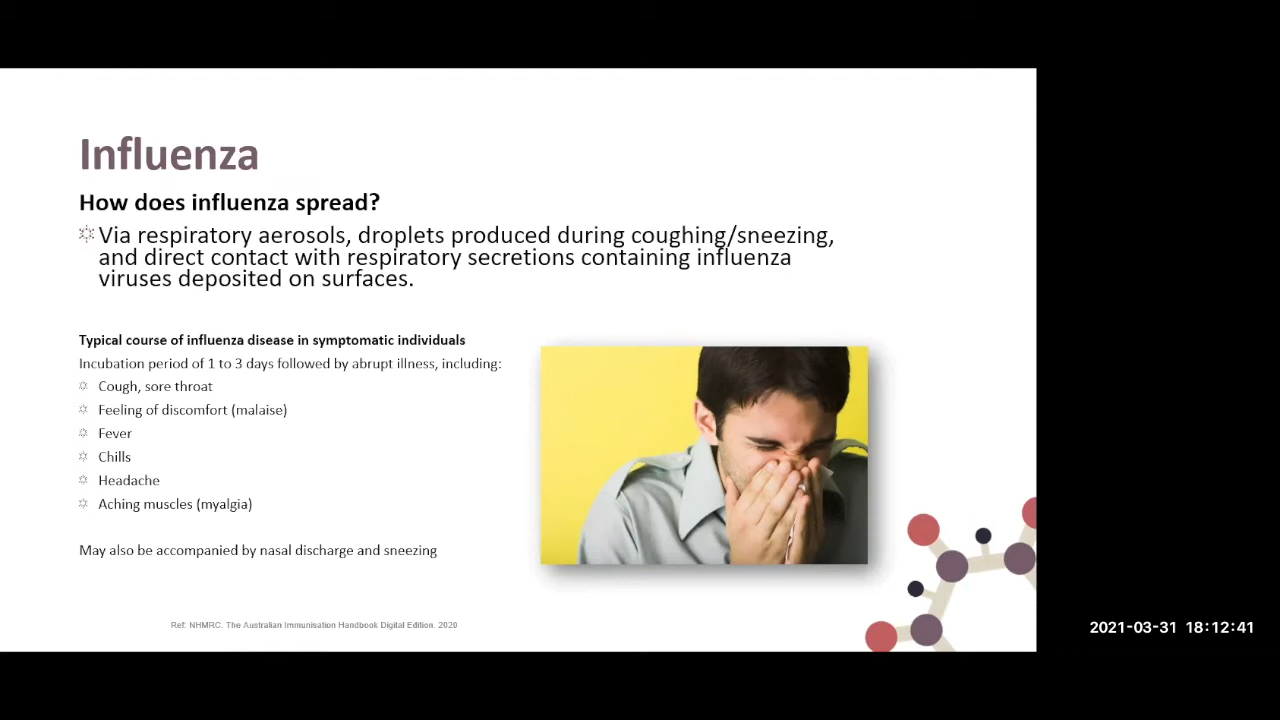 Influenza
How does influenza spread?
Via respiratory aerosols, droplets produced during coughing/sneezing,
and direct contact with respiratory secretions containing influenza
viruses deposited on surfaces.
Typical course of influenza disease in symptomatic individuals
Incubation period of 1 to 3 days followed by abrupt illness, including:
Cough, sore throat
Feeling of discomfort (malaise)
Fever
Chills
Headache
Aching muscles (myalgia)
May also be accompanied by nasal discharge and sneezing
Ref: NHMRC. The Australian Immunisation Handbook Digital Edition. 2020
2021-03-31 18:12:41